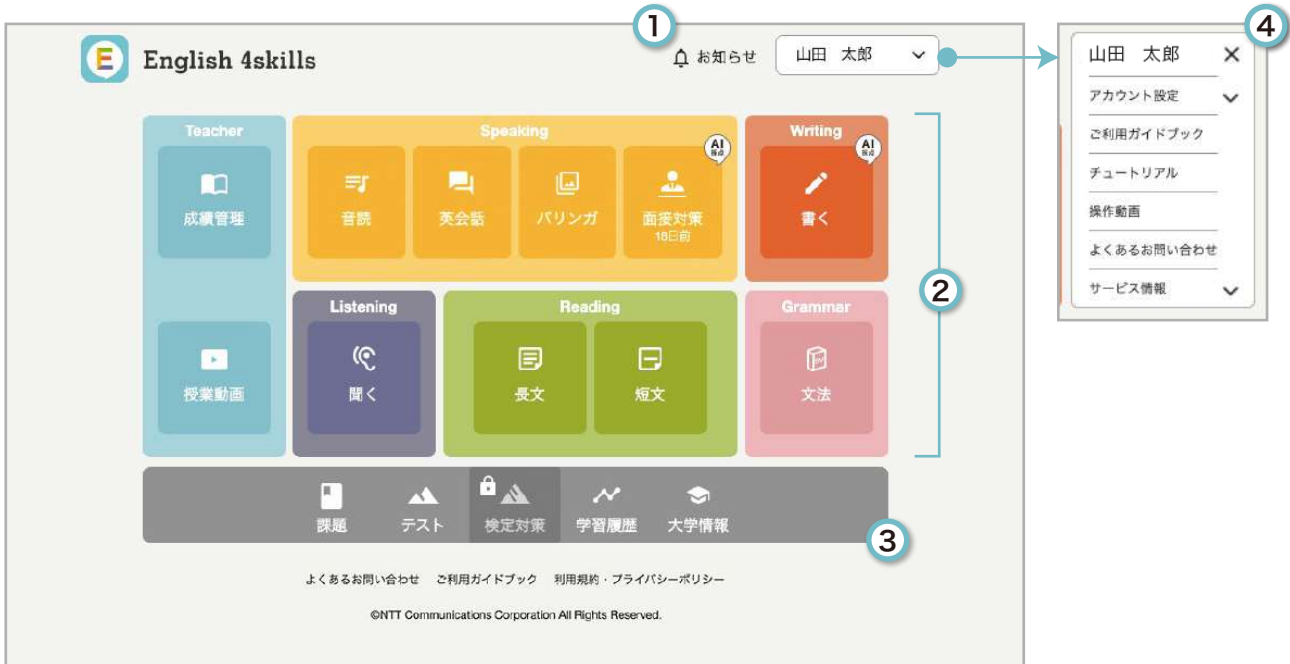 ①
④
English 4skills
お知らせ
山田 太郎
山田 太郎
アカウント設定
ご利用ガイドブック
チュートリアル
操作動画
よくあるお問い合わせ
サービス情報
Teacher
Speaking
Writing
AI
採点
AI
採点
成績管理
音読
英会話
バリンガ
面接対策
18日前
書く
②
Listening
Reading
Grammar
授業動画
聞く
長文
短文
文法
課題
テスト
検定対策
学習履歴
大学情報
③
よくあるお問い合わせ ご利用ガイドブック 利用規約・プライバシーポリシー
©NTT Communications Corporation All Rights Reserved.